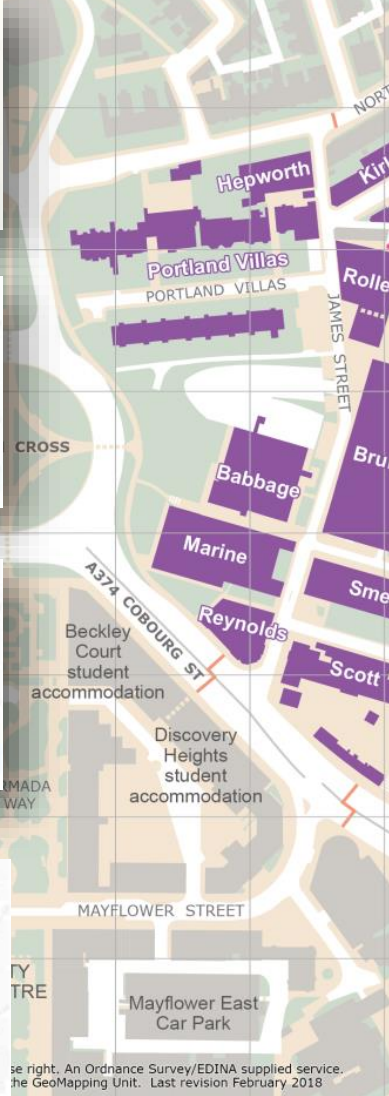 NORT
Hepworth
Kirk
Portland Villas
PORTLAND VILLAS
Rolle
JAMES STREET
CROSS
Babbage
Bru
Marine
Sme
A374 COBOURG ST
Reynolds
Beckley
Court
student
accommodation
Scott
Discovery
Heights
student
accommodation
RMADA
WAY
MAYFLOWER STREET
TY
TRE
Mayflower East
Car Park
se right. An Ordnance Survey/EDINA supplied service.
the GeoMapping Unit. Last revision February 2018